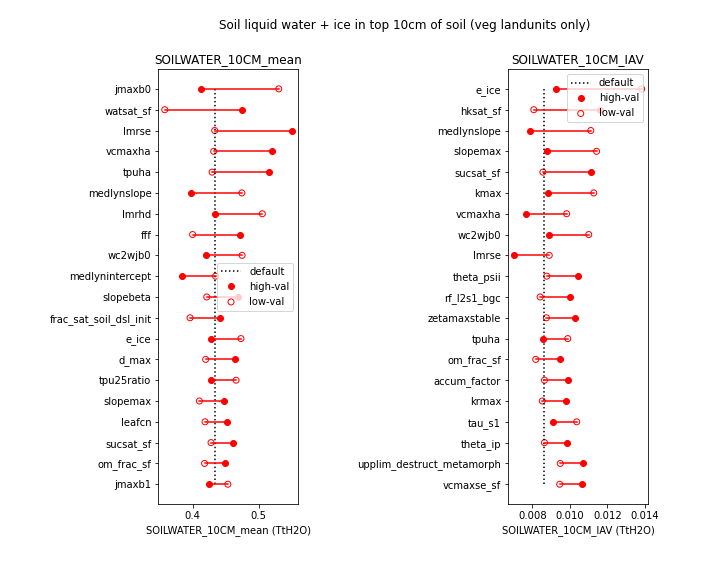 Soil liquid water + ice in top 10cm of soil (veg landunits only)
SOILWATER_10CM_mean
jmaxb0
watsat_sf
lmrse
vcmaxha
tpuha
medlynslope
lmrhd
fff
wc2wjb0
medlynintercept
slopebeta
frac_sat_soil_dsl_init
e_ice
d_max
tpu25ratio
slopemax
leafcn
sucsat_sf
om_frac_sf
jmaxb1
default
high-val
low-val
0.4 0.5
SOILWATER_10CM_mean (TtH2O)
SOILWATER_10CM_IAV
e_ice
hksat_sf
medlynslope
slopemax
sucsat_sf
kmax
vcmaxha
wc2wjb0
lmrse
theta_psii
rf_l2s1_bgc
zetamaxstable
tpuha
om_frac_sf
accum_factor
krmax
tau_s1
theta_ip
upplim_destruct_metamorph
vcmaxse_sf
default
high-val
low-val
0.008 0.010 0.012 0.014
SOILWATER_10CM_IAV (TtH2O)